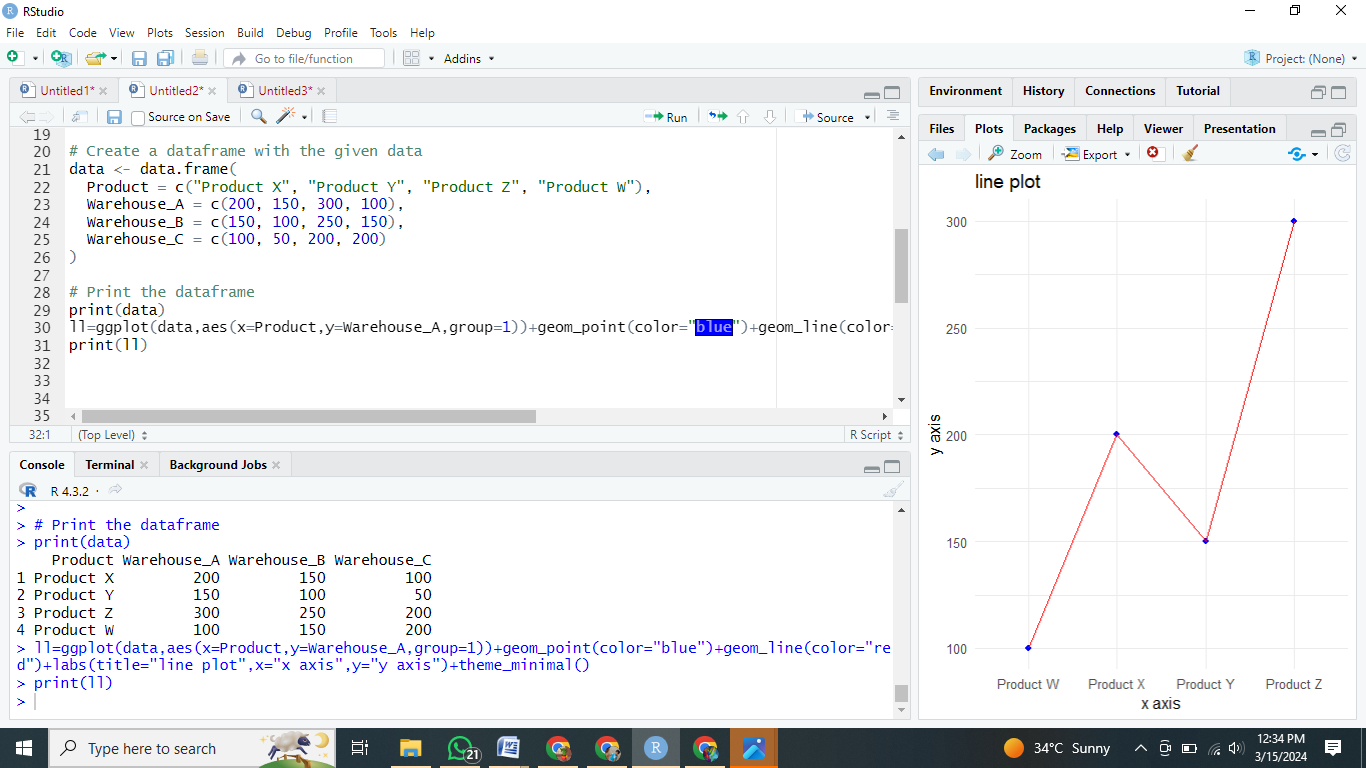 RStudio
File Edit Code View Plots Session Build Debug Profile Tools Help
Go to file/function Addins Project: (None)
Untitled1* Untitled2* Untitled3*
Source on Save Run Source
19
20 # Create a dataframe with the given data
21 data <- data.frame(
22 Product = c("Product X", "Product Y", "Product Z", "Product W"),
23 Warehouse_A = c(200, 150, 300, 100),
24 Warehouse_B = c(150, 100, 250, 150),
25 Warehouse_C = c(100, 50, 200, 200)
26 )
27
28 # Print the dataframe
29 print(data)
30 ll=ggplot(data,aes(x=Product,y=Warehouse_A,group=1))+geom_point(color="blue")+geom_line(color=
31 print(ll)
32
33
34
35
32:1 (Top Level) R Script
Console Terminal Background Jobs
R 4.3.2 ·
>
> # Print the dataframe
> print(data)
Product Warehouse_A Warehouse_B Warehouse_C
1 Product X 200 150 100
2 Product Y 150 100 50
3 Product Z 300 250 200
4 Product W 100 150 200
> ll=ggplot(data,aes(x=Product,y=Warehouse_A,group=1))+geom_point(color="blue")+geom_line(color="re
d")+labs(title="line plot",x="x axis",y="y axis")+theme_minimal()
> print(ll)
>
Environment History Connections Tutorial
Files Plots Packages Help Viewer Presentation
Zoom Export
line plot
300
250
200
150
100
y axis
Product W Product X Product Y Product Z
x axis
Type here to search
21
34°C Sunny
12:34 PM
3/15/2024